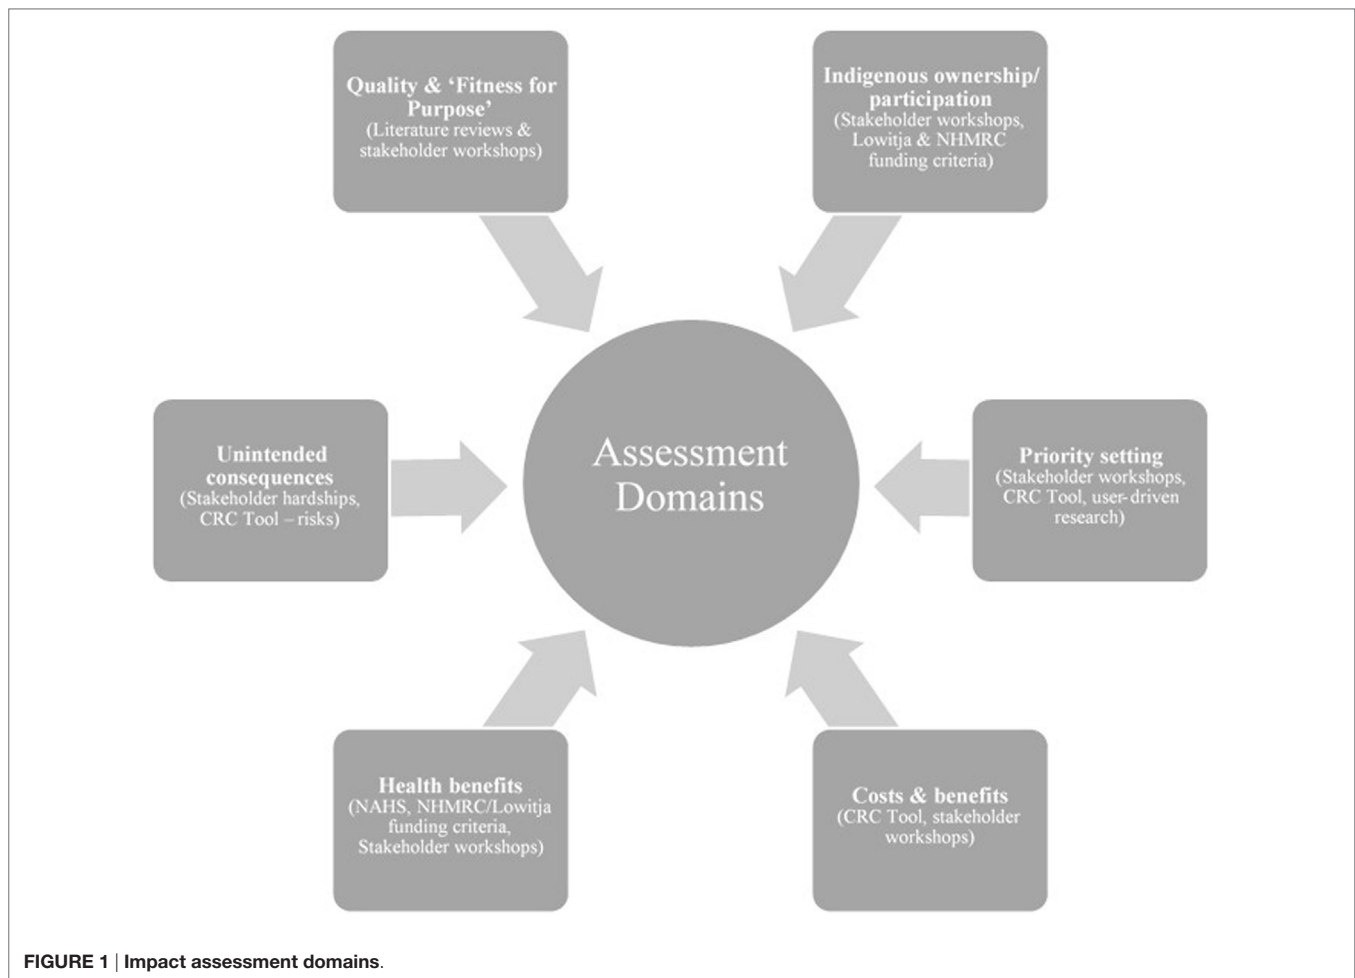 Quality & ‘Fitness for
Purpose’
(Literature reviews &
stakeholder workshops)
Indigenous ownership/
participation
(Stakeholder workshops,
Lowitja & NHMRC
funding criteria)
Unintended
consequences
(Stakeholder hardships,
CRC Tool – risks)
Assessment
Domains
Priority setting
(Stakeholder workshops,
CRC Tool, user-driven
research)
Health benefits
(NAHS, NHMRC/Lowitja
funding criteria,
Stakeholder workshops)
Costs & benefits
(CRC Tool, stakeholder
workshops)
FIGURE 1 | Impact assessment domains.